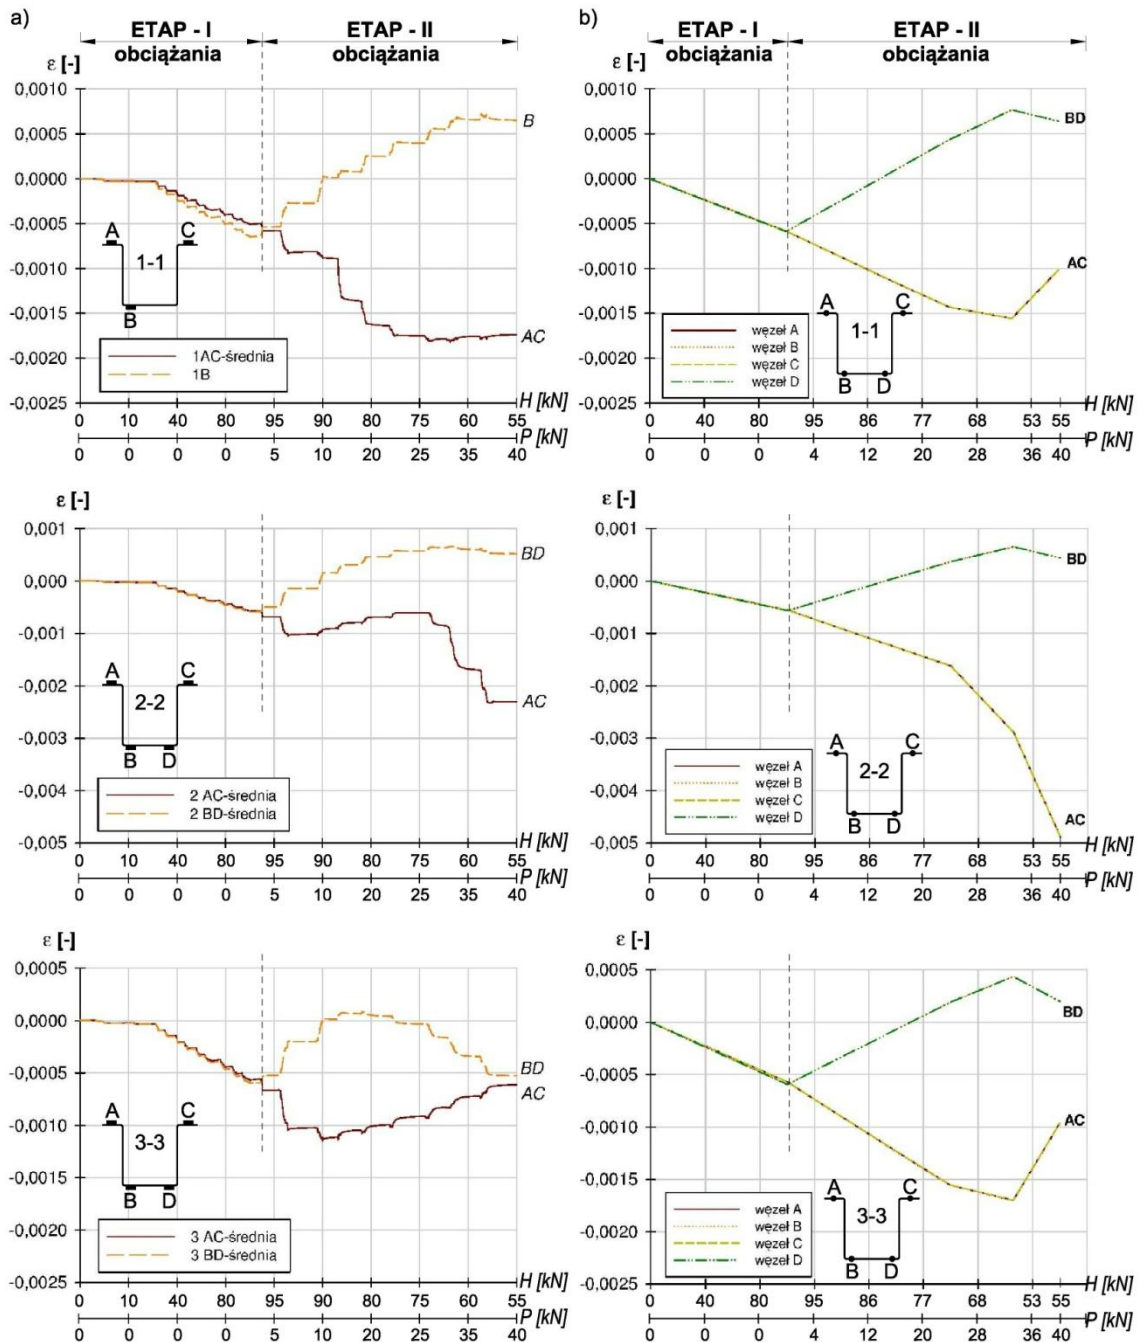 a)
ETAP - I
obciążania
ETAP - II
obciążania
ε [-]
0,0010
0,0005
0,0000
-0,0005
-0,0010
-0,0015
-0,0020
-0,0025
B
AC
A
C
1-1
B
1AC-średnia
1B
0 10 40 80 95 90 85 75 60 55 H [kN]
0 0 0 0 5 10 20 25 35 40 P [kN]
b)
ETAP - I
obciążania
ETAP - II
obciążania
ε [-]
0,0010
0,0005
0,0000
-0,0005
-0,0010
-0,0015
-0,0020
-0,0025
BD
AC
A
C
1-1
B
D
węzeł A
węzeł B
węzeł C
węzeł D
0 40 80 95 86 77 68 53 55 H [kN]
0 0 0 4 12 20 28 36 40 P [kN]
ε [-]
0,001
0,000
-0,001
-0,002
-0,003
-0,004
-0,005
BD
AC
A
C
2-2
B
D
2 AC-średnia
2 BD-średnia
0 10 40 80 95 90 85 75 60 55 H [kN]
0 0 0 0 5 10 20 25 35 40 P [kN]
ε [-]
0,001
0,000
-0,001
-0,002
-0,003
-0,004
-0,005
BD
AC
A
C
2-2
B
D
węzeł A
węzeł B
węzeł C
węzeł D
0 40 80 95 86 77 68 53 55 H [kN]
0 0 0 4 12 20 28 36 40 P [kN]
ε [-]
0,0005
0,0000
-0,0005
-0,0010
-0,0015
-0,0020
-0,0025
BD
AC
A
C
3-3
B
D
3 AC-średnia
3 BD-średnia
0 10 40 80 95 90 85 75 60 55 H [kN]
0 0 0 0 5 10 20 25 35 40 P [kN]
ε [-]
0,0005
0,0000
-0,0005
-0,0010
-0,0015
-0,0020
-0,0025
BD
AC
A
C
3-3
B
D
węzeł A
węzeł B
węzeł C
węzeł D
0 40 80 95 86 77 68 53 55 H [kN]
0 0 0 4 12 20 28 36 40 P [kN]